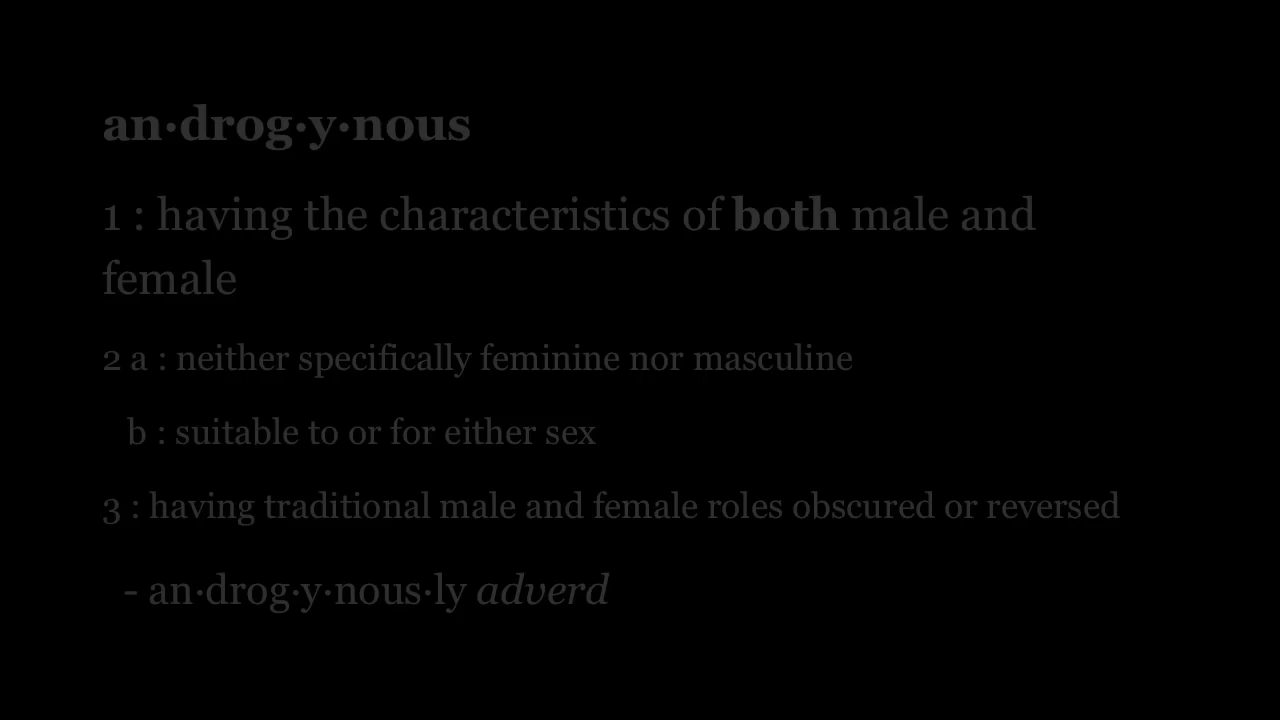 an·drog·y·nous
1 : having the characteristics of both male and
female
2 a : neither specifically feminine nor masculine
b : suitable to or for either sex
3 : having traditional male and female roles obscured or reversed
- an·drog·y·nous·ly adverd